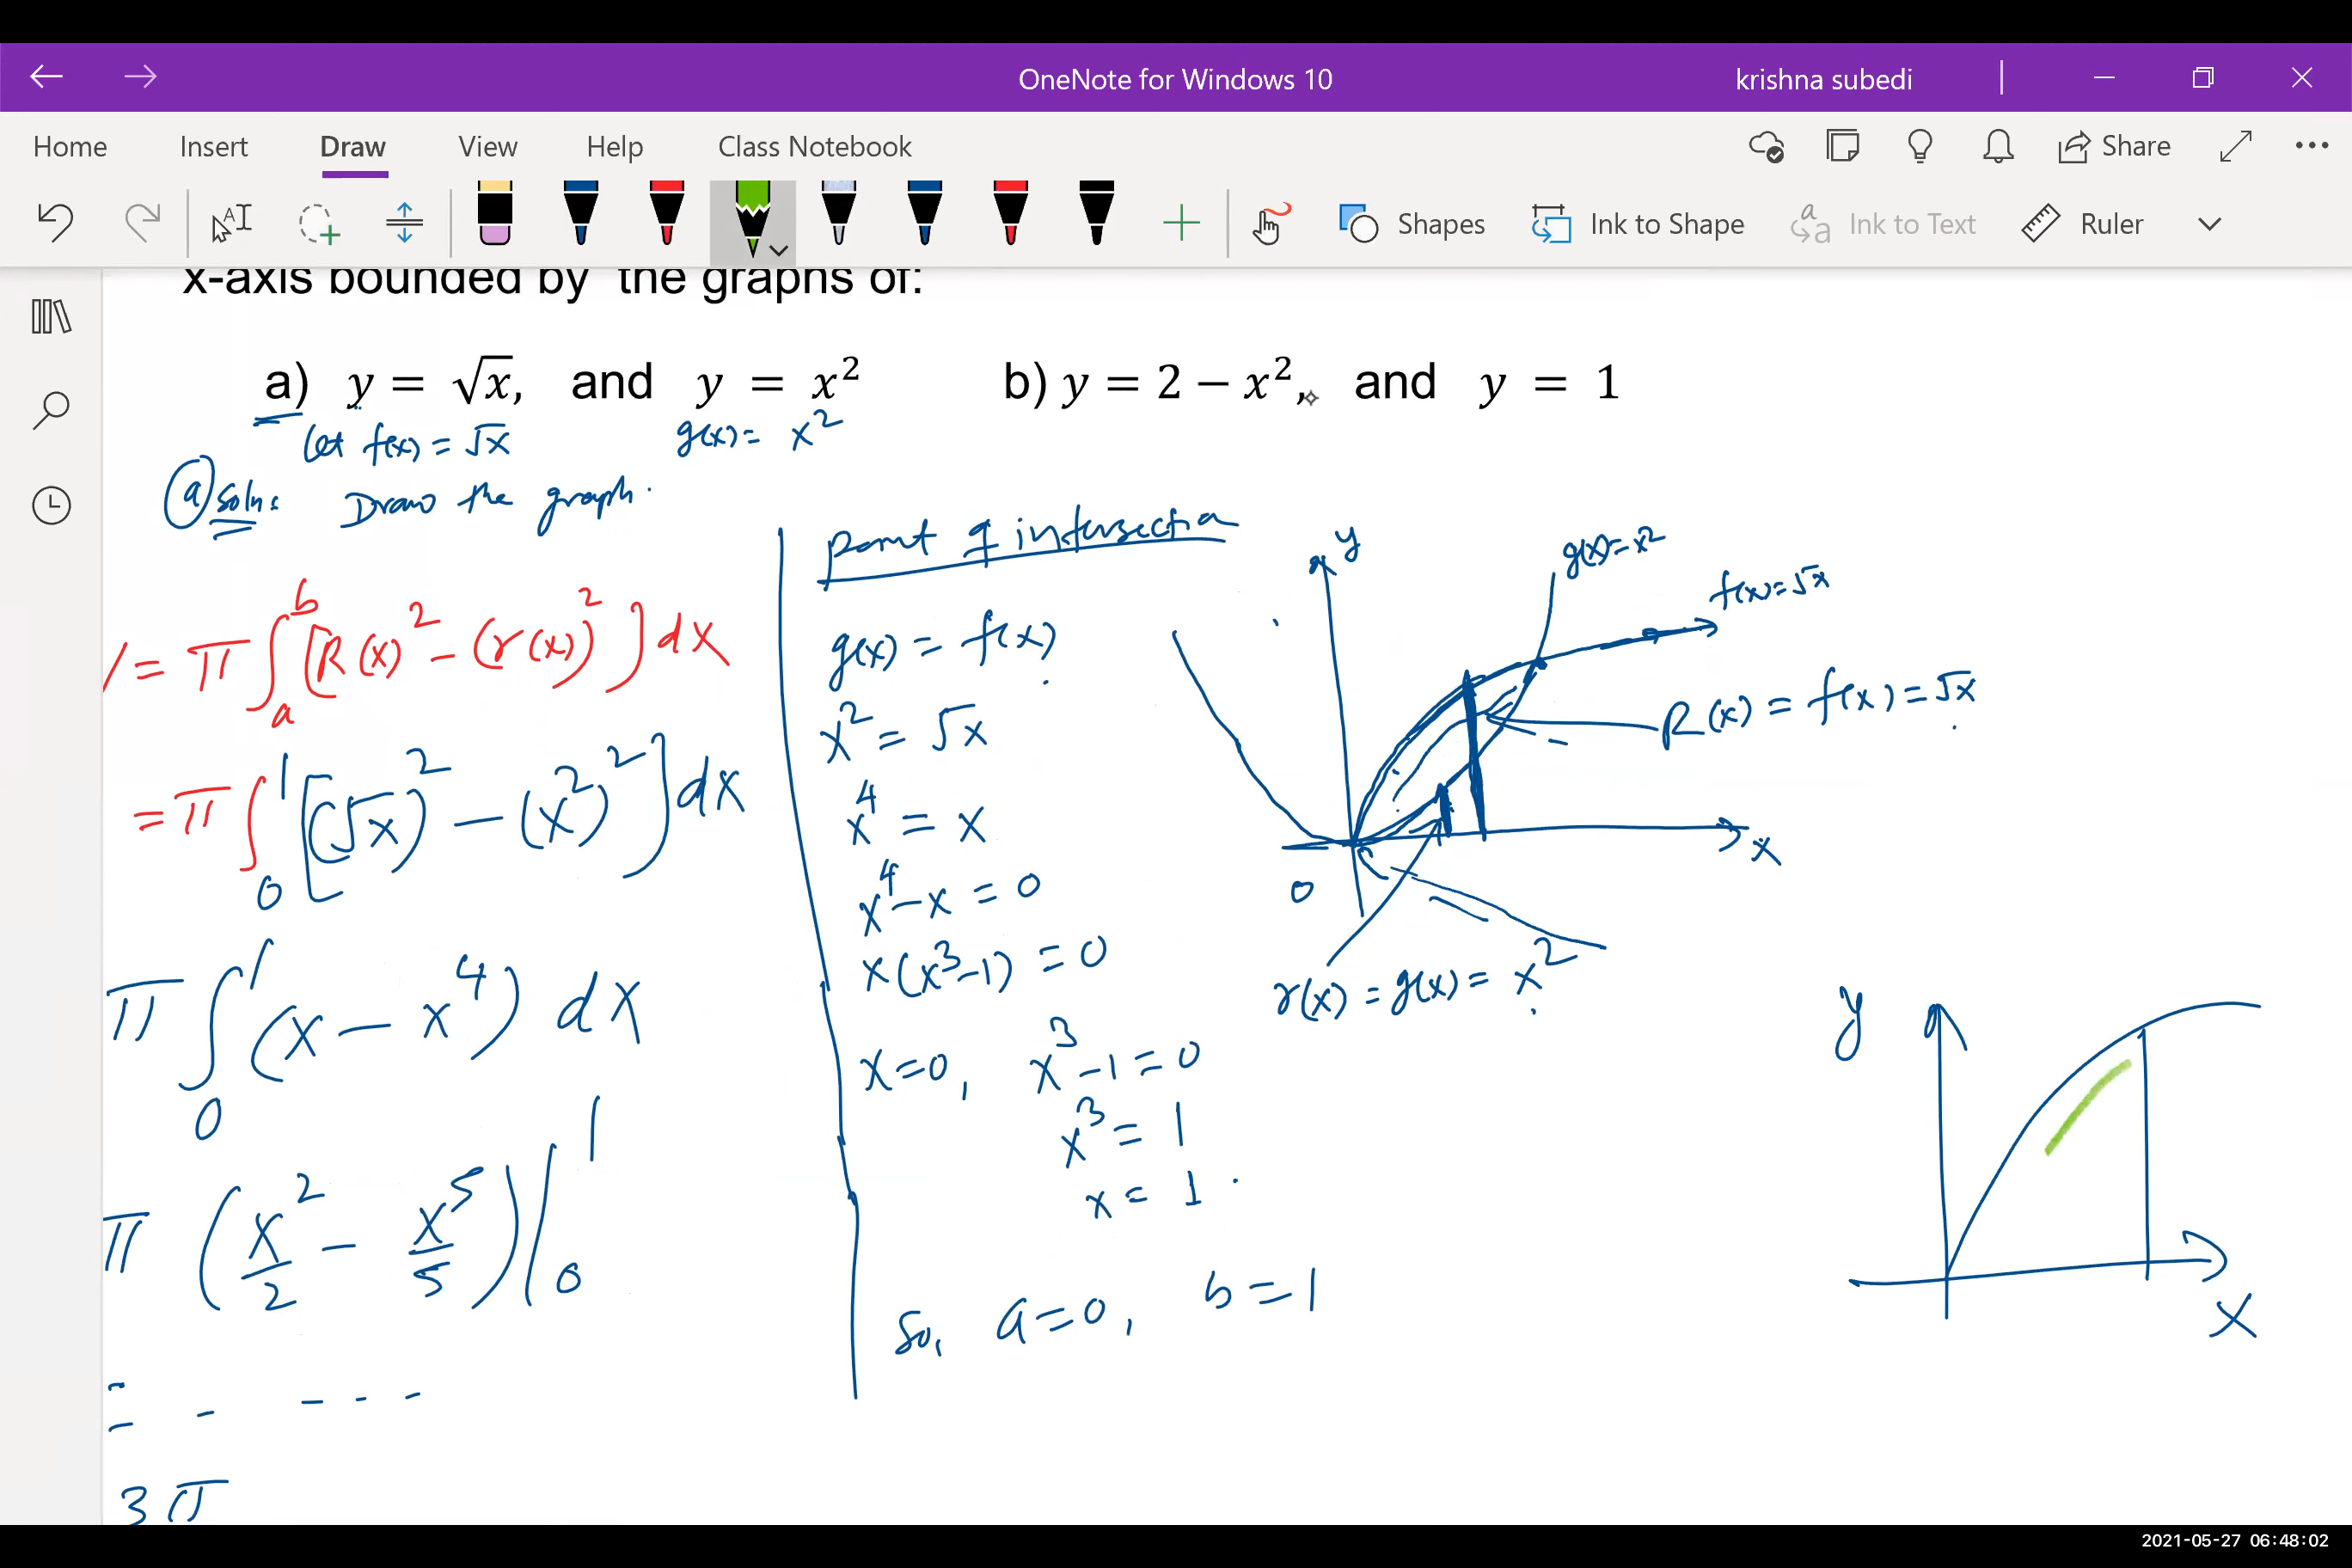 OneNote for Windows 10
krishna subedi
Home Insert Draw View Help Class Notebook Share
Shapes Ink to Shape Ink to Text Ruler
x-axis bounded by the graphs of:
a) y = √x, and y = x² b) y = 2 − x², and y = 1
let f(x) = √x g(x) = x²
(a) Soln: Draw the graph.
= π ∫ₐᵇ [R(x)² − (r(x))²] dx
= π ∫₀¹ [(√x)² − (x²)²] dx
π ∫₀¹ (x − x⁴) dx
π (x²/2 − x⁵/5) |₀¹
= - - - -
3π
point of intersectn
g(x) = f(x)
x² = √x
x⁴ = x
x⁴ − x = 0
x(x³−1) = 0
x=0, x³−1=0
x³ = 1
x = 1
So, a=0, b=1
y
g(x)=x²
f(x)=√x
R(x) = f(x) = √x
x
0
r(x) = g(x) = x²
y
x
2021-05-27 06:48:02